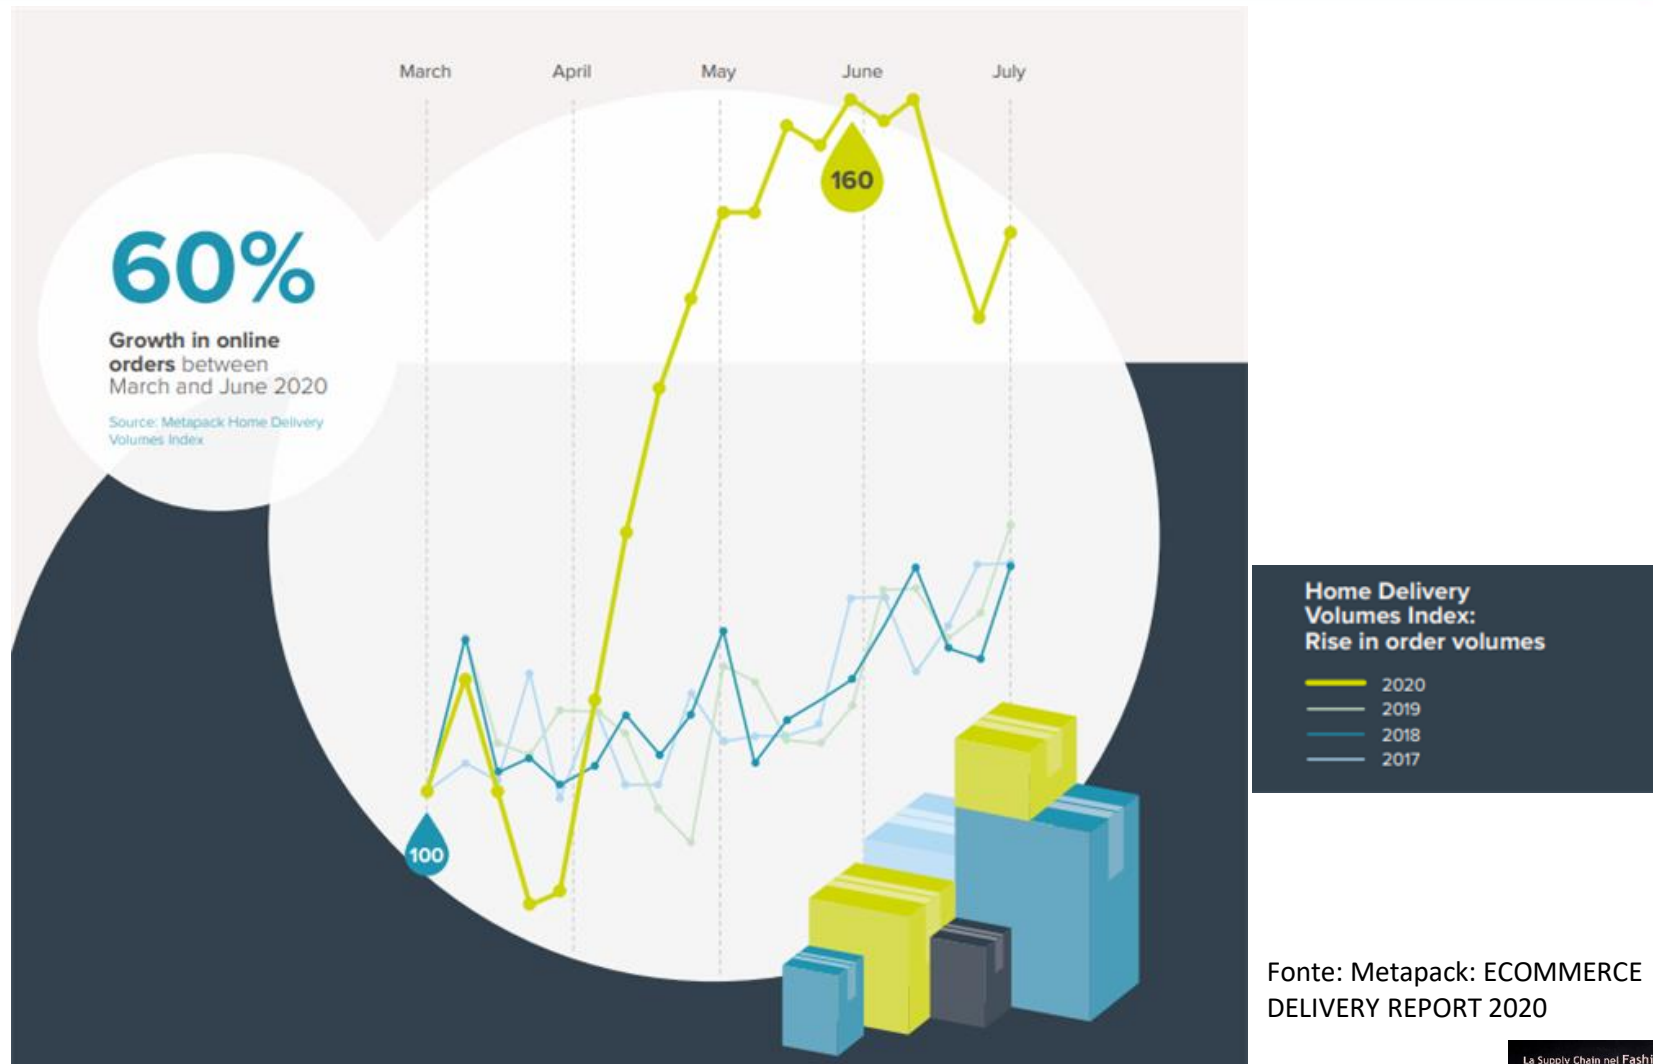 March April May June July
160
60%
Growth in online
orders between
March and June 2020
Source: Metapack Home Delivery
Volumes Index
100
Home Delivery
Volumes Index:
Rise in order volumes
2020
2019
2018
2017
Fonte: Metapack: ECOMMERCE
DELIVERY REPORT 2020
La Supply Chain nel